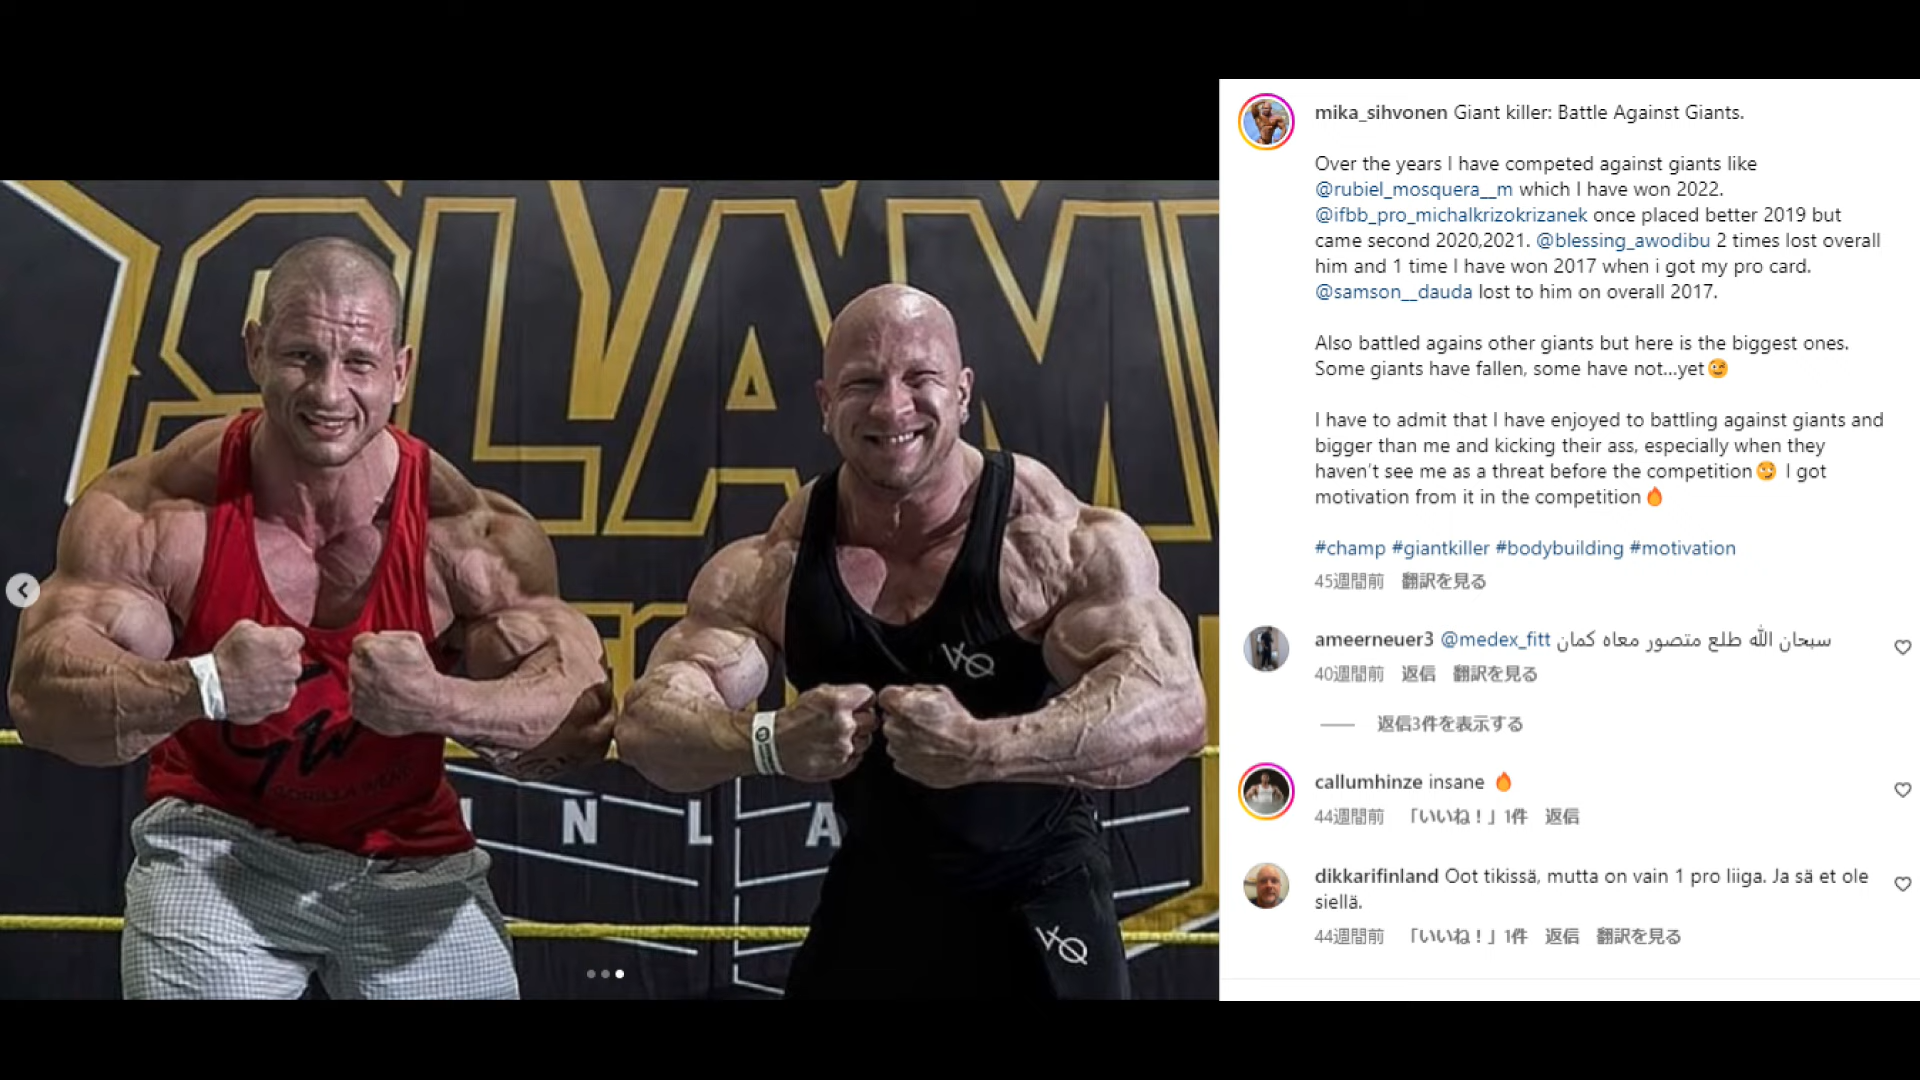 SLAM
GW
GORILLA WEAR
N L A
mika_sihvonen Giant killer: Battle Against Giants.
Over the years I have competed against giants like
@rubiel_mosquera__m which I have won 2022.
@ifbb_pro_michalkrizokrizanek once placed better 2019 but
came second 2020,2021. @blessing_awodibu 2 times lost overall
him and 1 time I have won 2017 when i got my pro card.
@samson__dauda lost to him on overall 2017.
Also battled agains other giants but here is the biggest ones.
Some giants have fallen, some have not...yet😉
I have to admit that I have enjoyed to battling against giants and
bigger than me and kicking their ass, especially when they
haven't see me as a threat before the competition🙄 I got
motivation from it in the competition🔥
#champ #giantkiller #bodybuilding #motivation
45週間前 翻訳を見る
ameerneuer3 @medex_fitt سبحان الله طلع متصور معاه كمان
40週間前 返信 翻訳を見る
返信3件を表示する
callumhinze insane 🔥
44週間前 「いいね！」1件 返信
dikkarifinland Oot tikissä, mutta on vain 1 pro liiga. Ja sä et ole
siellä.
44週間前 「いいね！」1件 返信 翻訳を見る